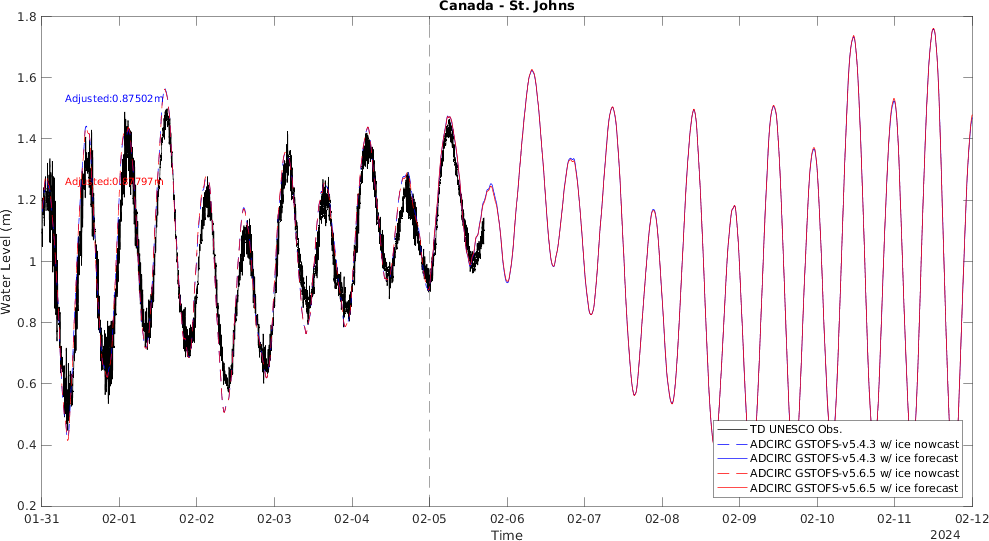 Canada - St. Johns
1.8
1.6
1.4
1.2
1
0.8
0.6
0.4
0.2
Water Level (m)
Adjusted:0.87502m
TD UNESCO Obs.
ADCIRC GSTOFS-v5.4.3 w/ ice nowcast
ADCIRC GSTOFS-v5.4.3 w/ ice forecast
ADCIRC GSTOFS-v5.6.5 w/ ice nowcast
ADCIRC GSTOFS-v5.6.5 w/ ice forecast
01-31 02-01 02-02 02-03 02-04 02-05 02-06 02-07 02-08 02-09 02-10 02-11 02-12
Time
2024